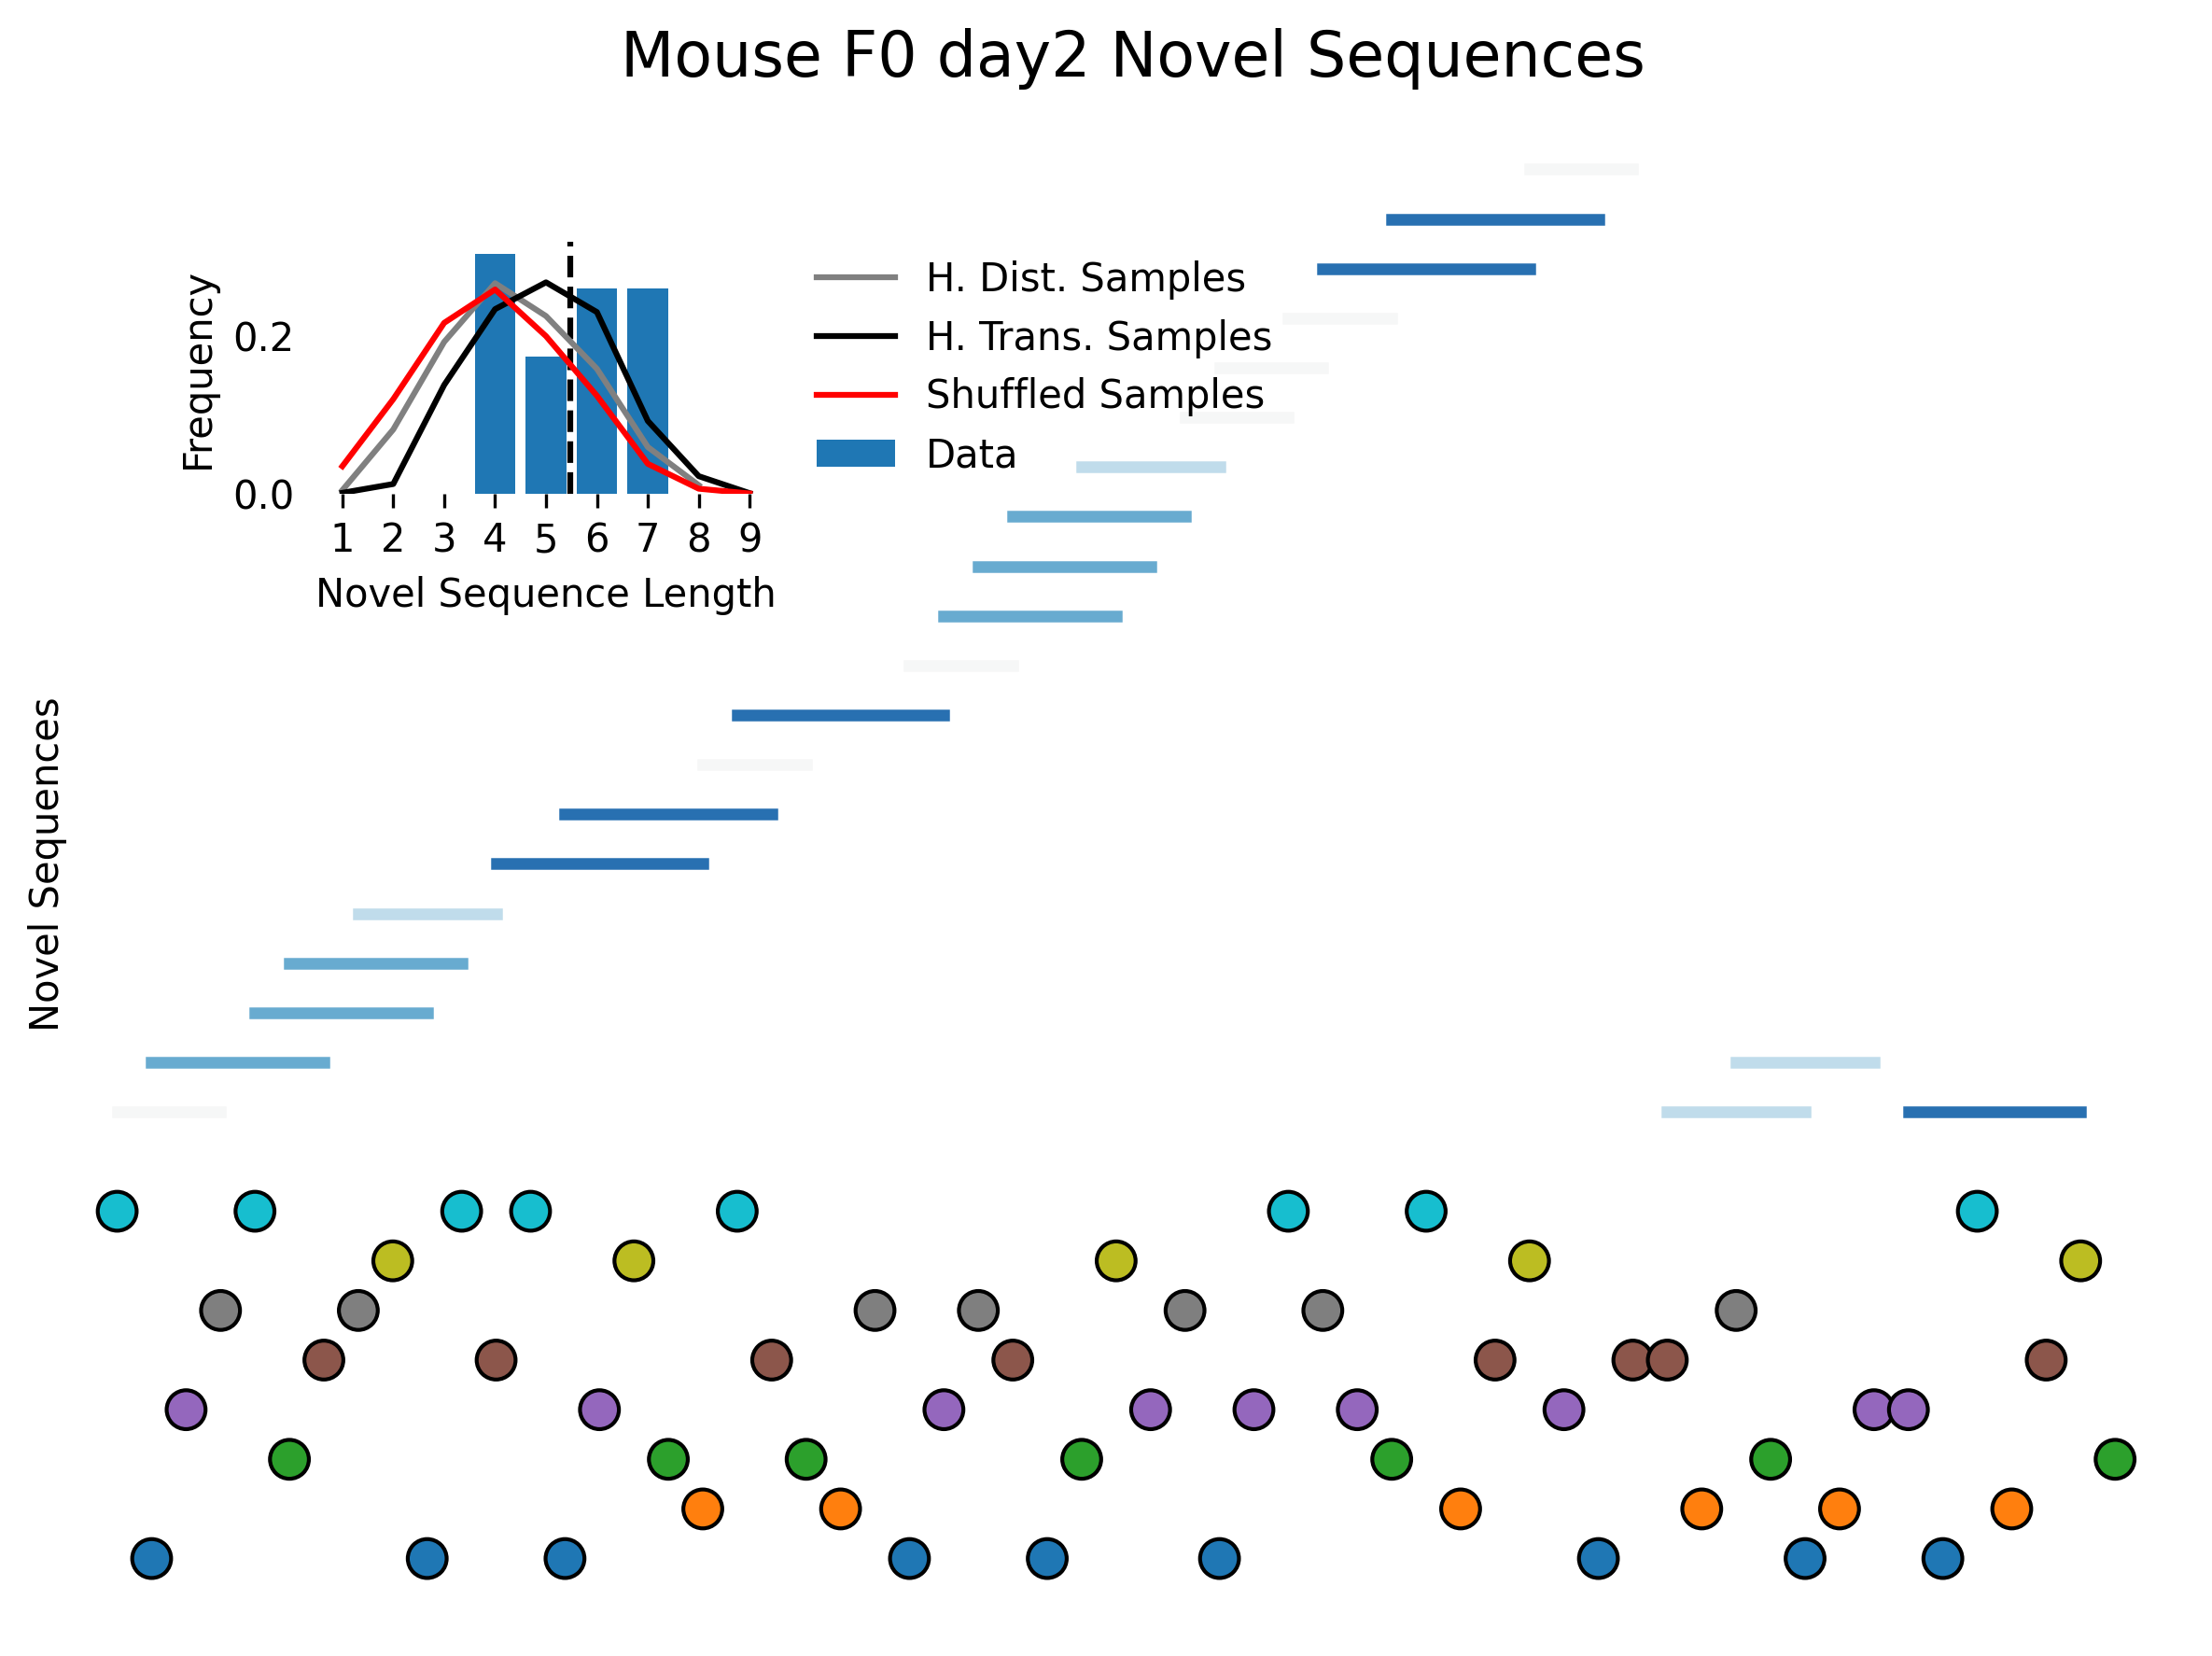 Mouse F0 day2 Novel Sequences
Frequency
0.2
0.0
1 2 3 4 5 6 7 8 9
Novel Sequence Length
H. Dist. Samples
H. Trans. Samples
Shuffled Samples
Data
Novel Sequences